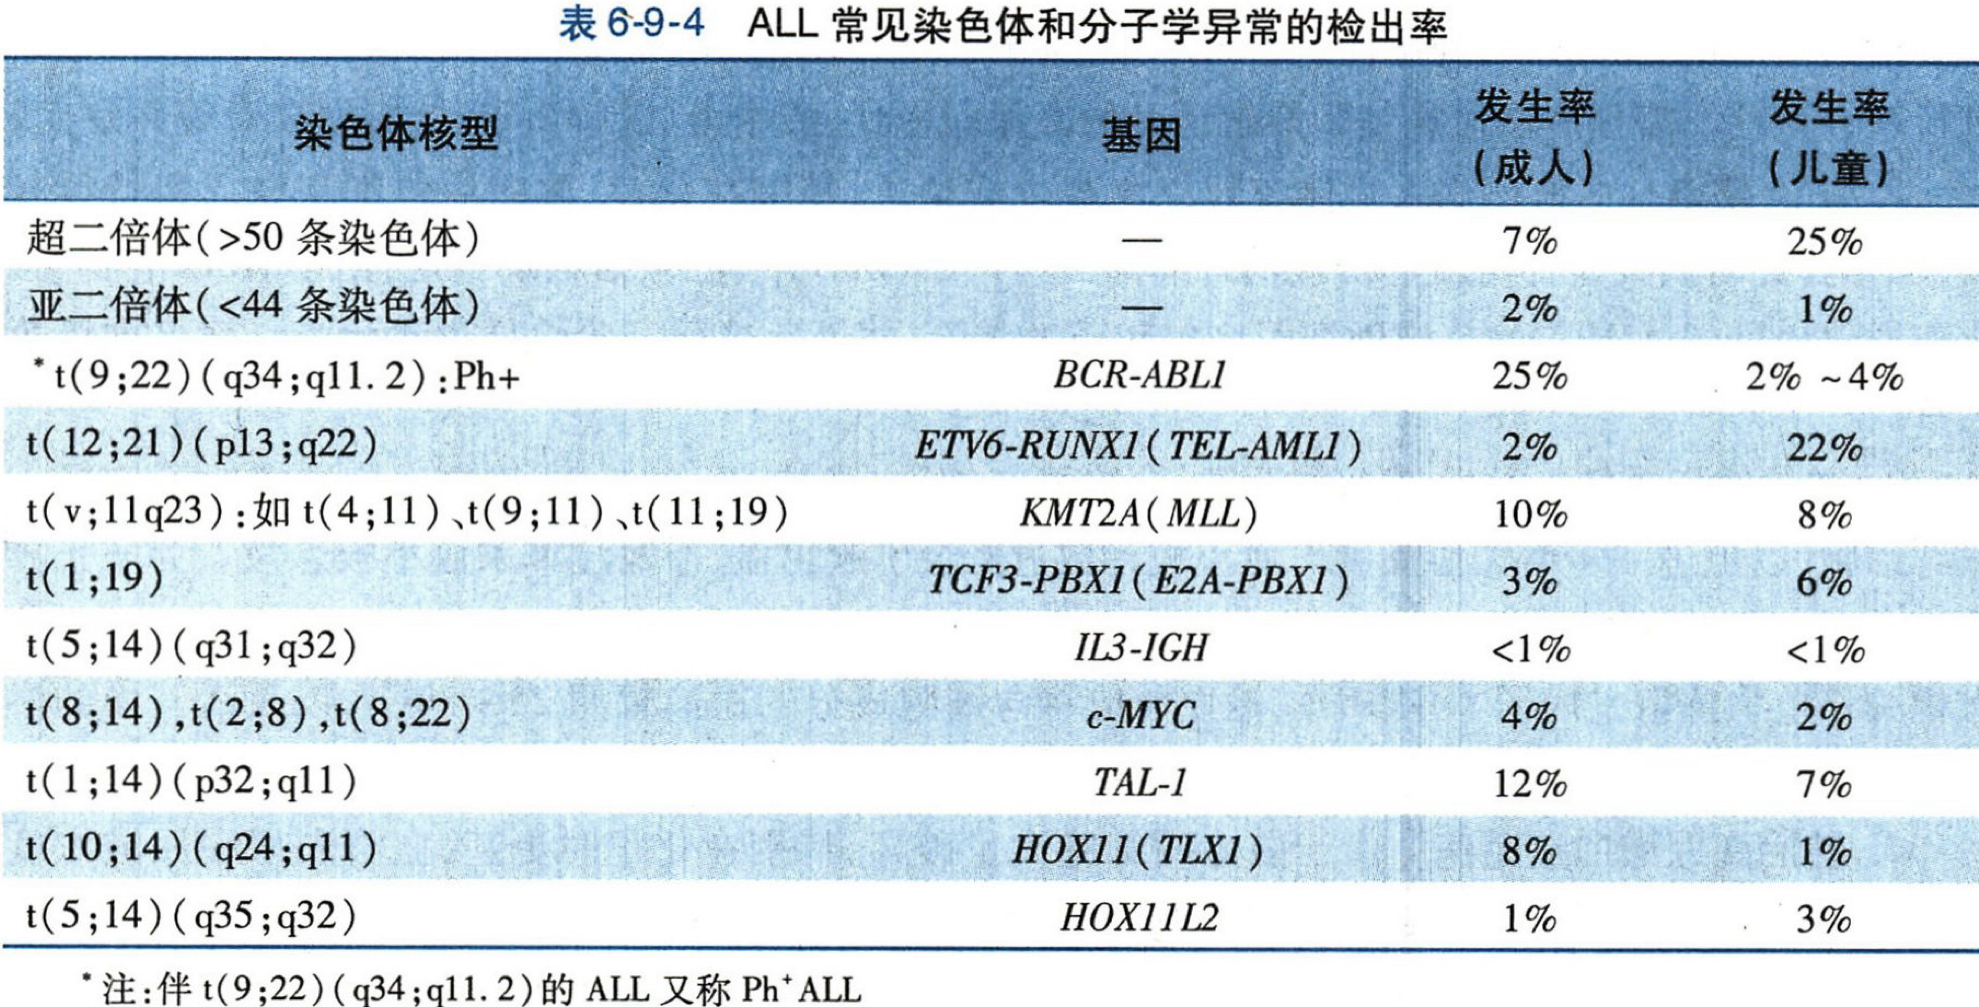 表 6-9-4 ALL 常见染色体和分子学异常的检出率
染色体核型 基因 发生率(成人) 发生率(儿童)
超二倍体(>50 条染色体) — 7% 25%
亚二倍体(<44 条染色体) — 2% 1%
*t(9;22)(q34;q11.2):Ph+ BCR-ABL1 25% 2% ~4%
t(12;21)(p13;q22) ETV6-RUNX1(TEL-AML1) 2% 22%
t(v;11q23):如 t(4;11)、t(9;11)、t(11;19) KMT2A(MLL) 10% 8%
t(1;19) TCF3-PBX1(E2A-PBX1) 3% 6%
t(5;14)(q31;q32) IL3-IGH <1% <1%
t(8;14),t(2;8),t(8;22) c-MYC 4% 2%
t(1;14)(p32;q11) TAL-1 12% 7%
t(10;14)(q24;q11) HOX11(TLX1) 8% 1%
t(5;14)(q35;q32) HOX11L2 1% 3%
*注:伴 t(9;22)(q34;q11.2)的 ALL 又称 Ph⁺ALL